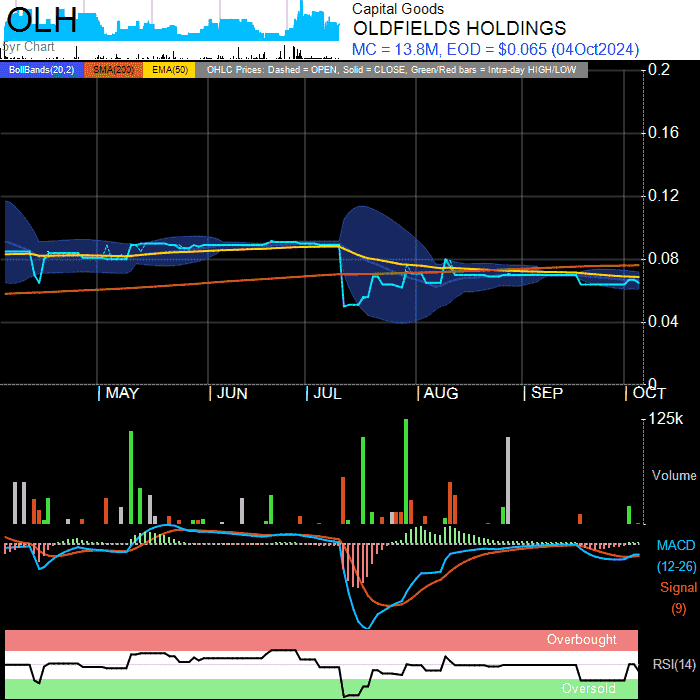 OLH
5yr Chart
Capital Goods
OLDFIELDS HOLDINGS
MC = 13.8M, EOD = $0.065 (04Oct2024)
BollBands(20,2) SMA(200) EMA(50) OHLC Prices: Dashed = OPEN, Solid = CLOSE, Green/Red bars = Intra-day HIGH/LOW
0.2
0.16
0.12
0.08
0.04
0
MAY JUN JUL AUG SEP OCT
125k
Volume
MACD
(12-26)
Signal
(9)
Overbought
RSI(14)
Oversold